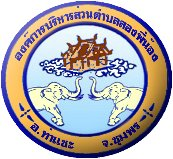 องค์การบริหารส่วนตำบลสองพี่น้อง
อ.ท่าแซะ จ.ชุมพร